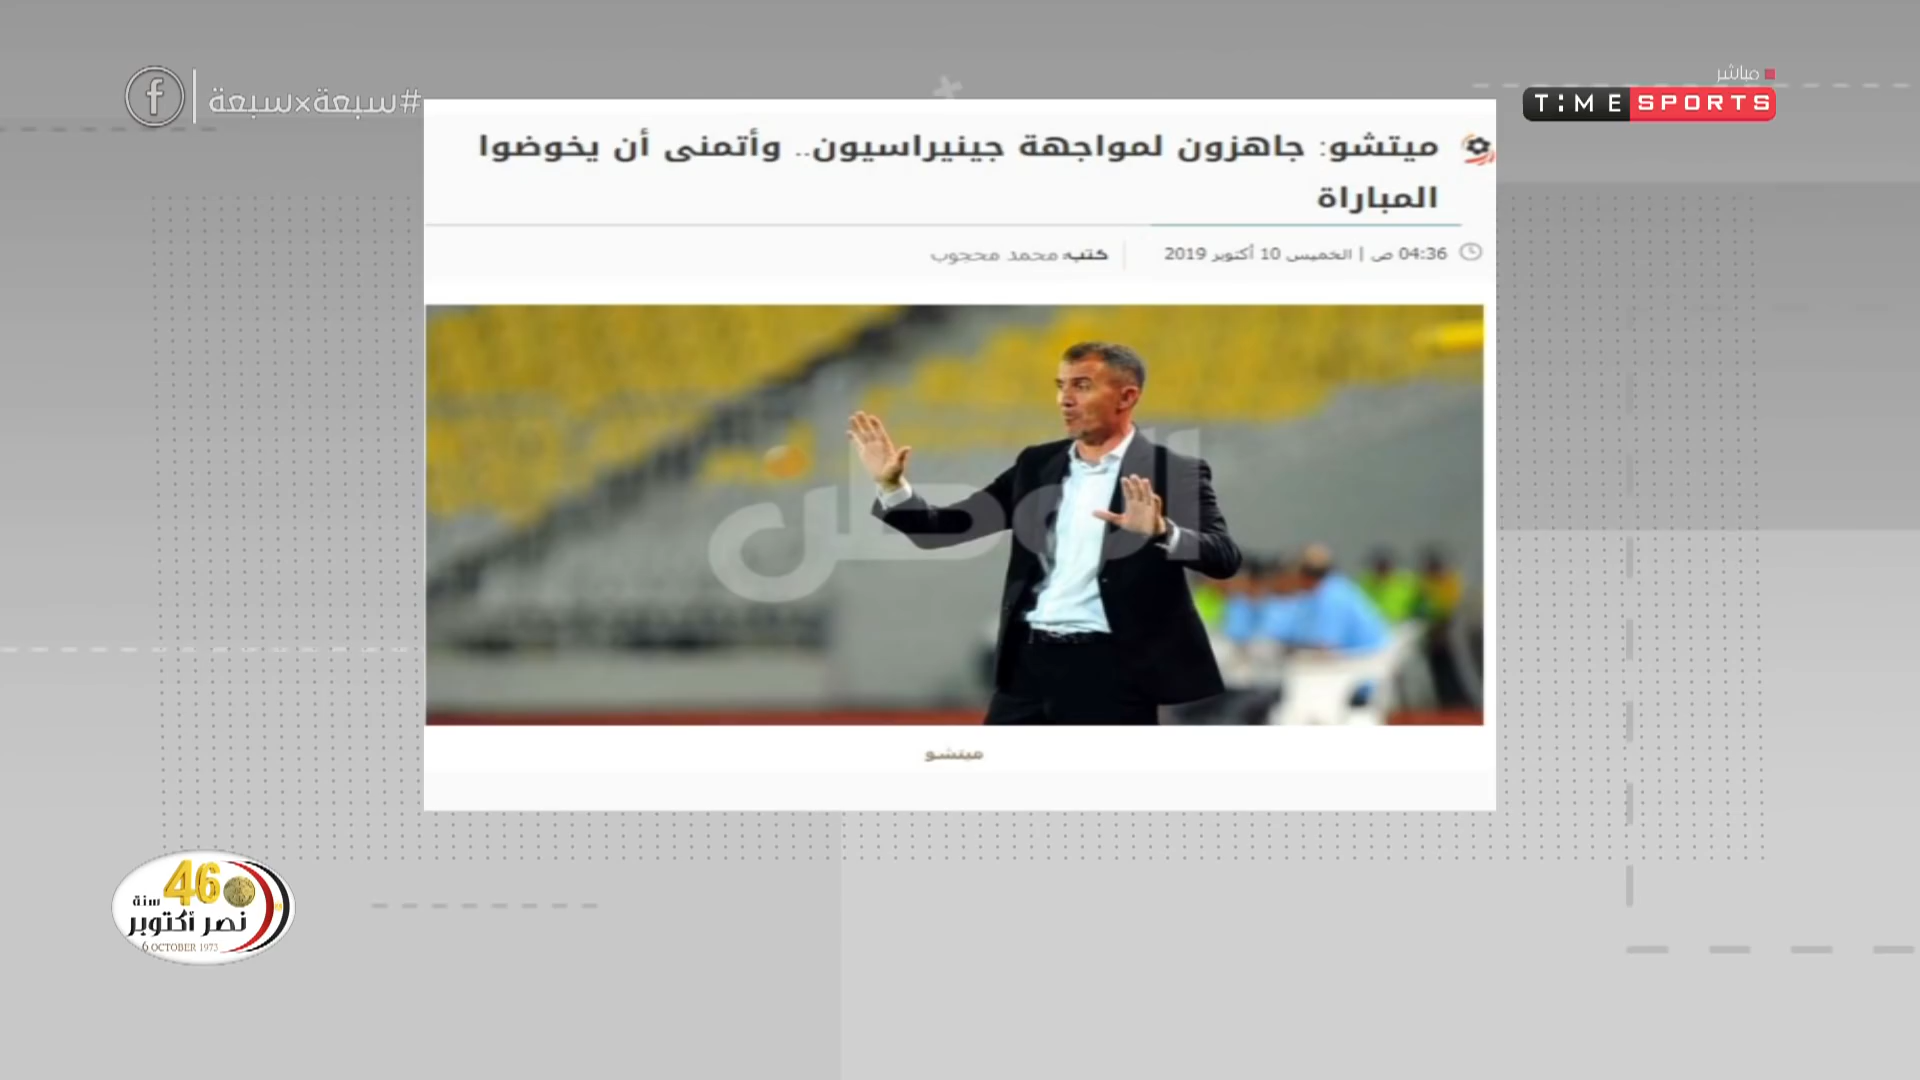 #سبعة×سبعة
مباشر
TIME SPORTS
ميتشو: جاهزون لمواجهة جينيراسيون.. وأتمنى أن يخوضوا
المباراة
04:36 ص | الخميس 10 أكتوبر 2019
كتب: محمد محجوب
الوطن
ميتشو
46
سنة
نصر أكتوبر
6 OCTOBER 1973